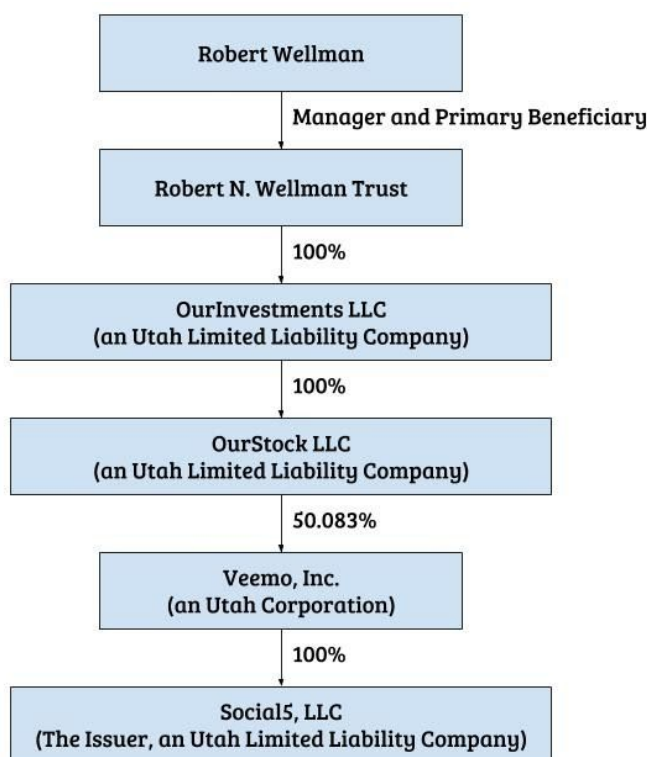 Robert Wellman
Manager and Primary Beneficiary
Robert N. Wellman Trust
100%
OurInvestments LLC
(an Utah Limited Liability Company)
100%
OurStock LLC
(an Utah Limited Liability Company)
50.083%
Veemo, Inc.
(an Utah Corporation)
100%
Social5, LLC
(The Issuer, an Utah Limited Liability Company)